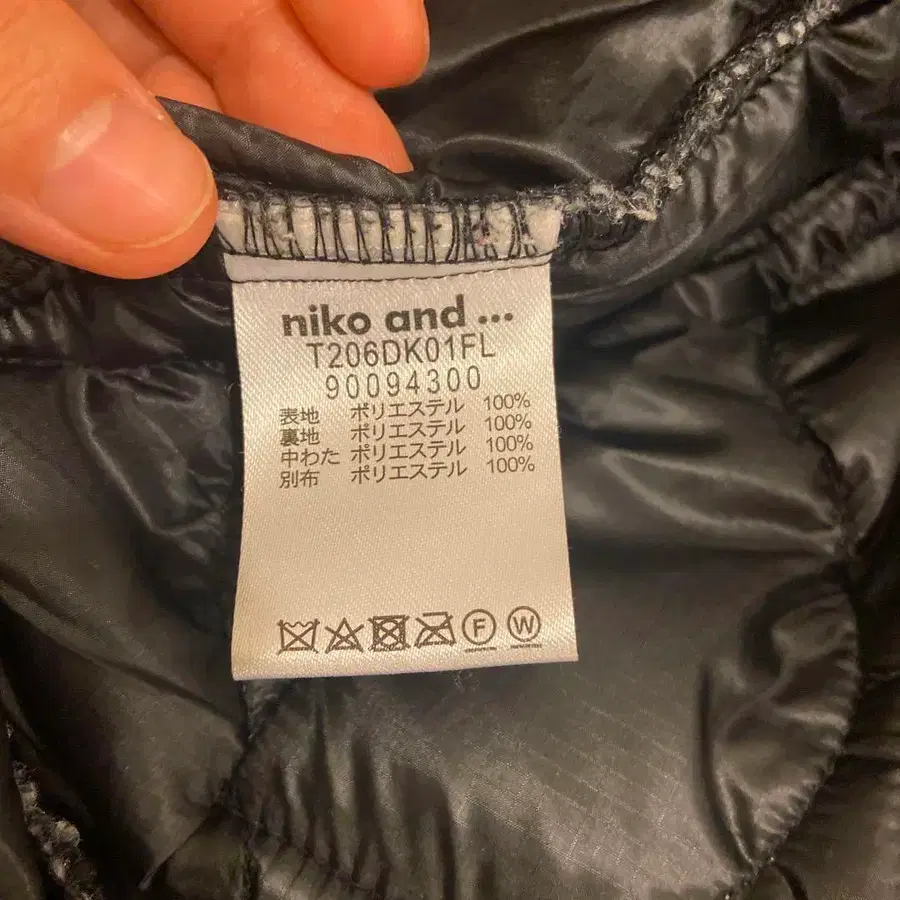 niko and ...
T206DK01FL
90094300
表地 ポリエステル 100%
裏地 ポリエステル 100%
中わた ポリエステル 100%
別布 ポリエステル 100%
F W